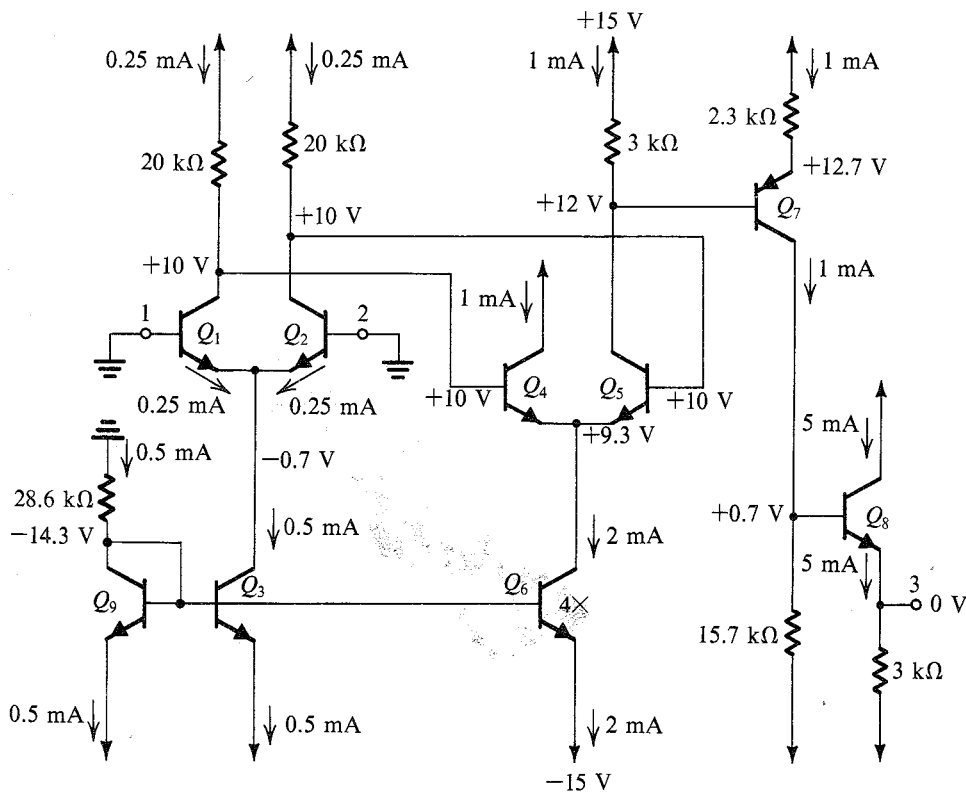 +15 V
0.25 mA
0.25 mA
1 mA
1 mA
20 kΩ
20 kΩ
3 kΩ
2.3 kΩ
+12.7 V
+12 V
Q7
+10 V
+10 V
1 mA
1 mA
1
2
Q1
Q2
Q4
Q5
0.25 mA
0.25 mA
+10 V
+10 V
+9.3 V
5 mA
0.5 mA
−0.7 V
28.6 kΩ
−14.3 V
0.5 mA
2 mA
+0.7 V
Q8
5 mA
Q9
Q3
Q6
4×
3
0 V
15.7 kΩ
3 kΩ
0.5 mA
0.5 mA
2 mA
−15 V